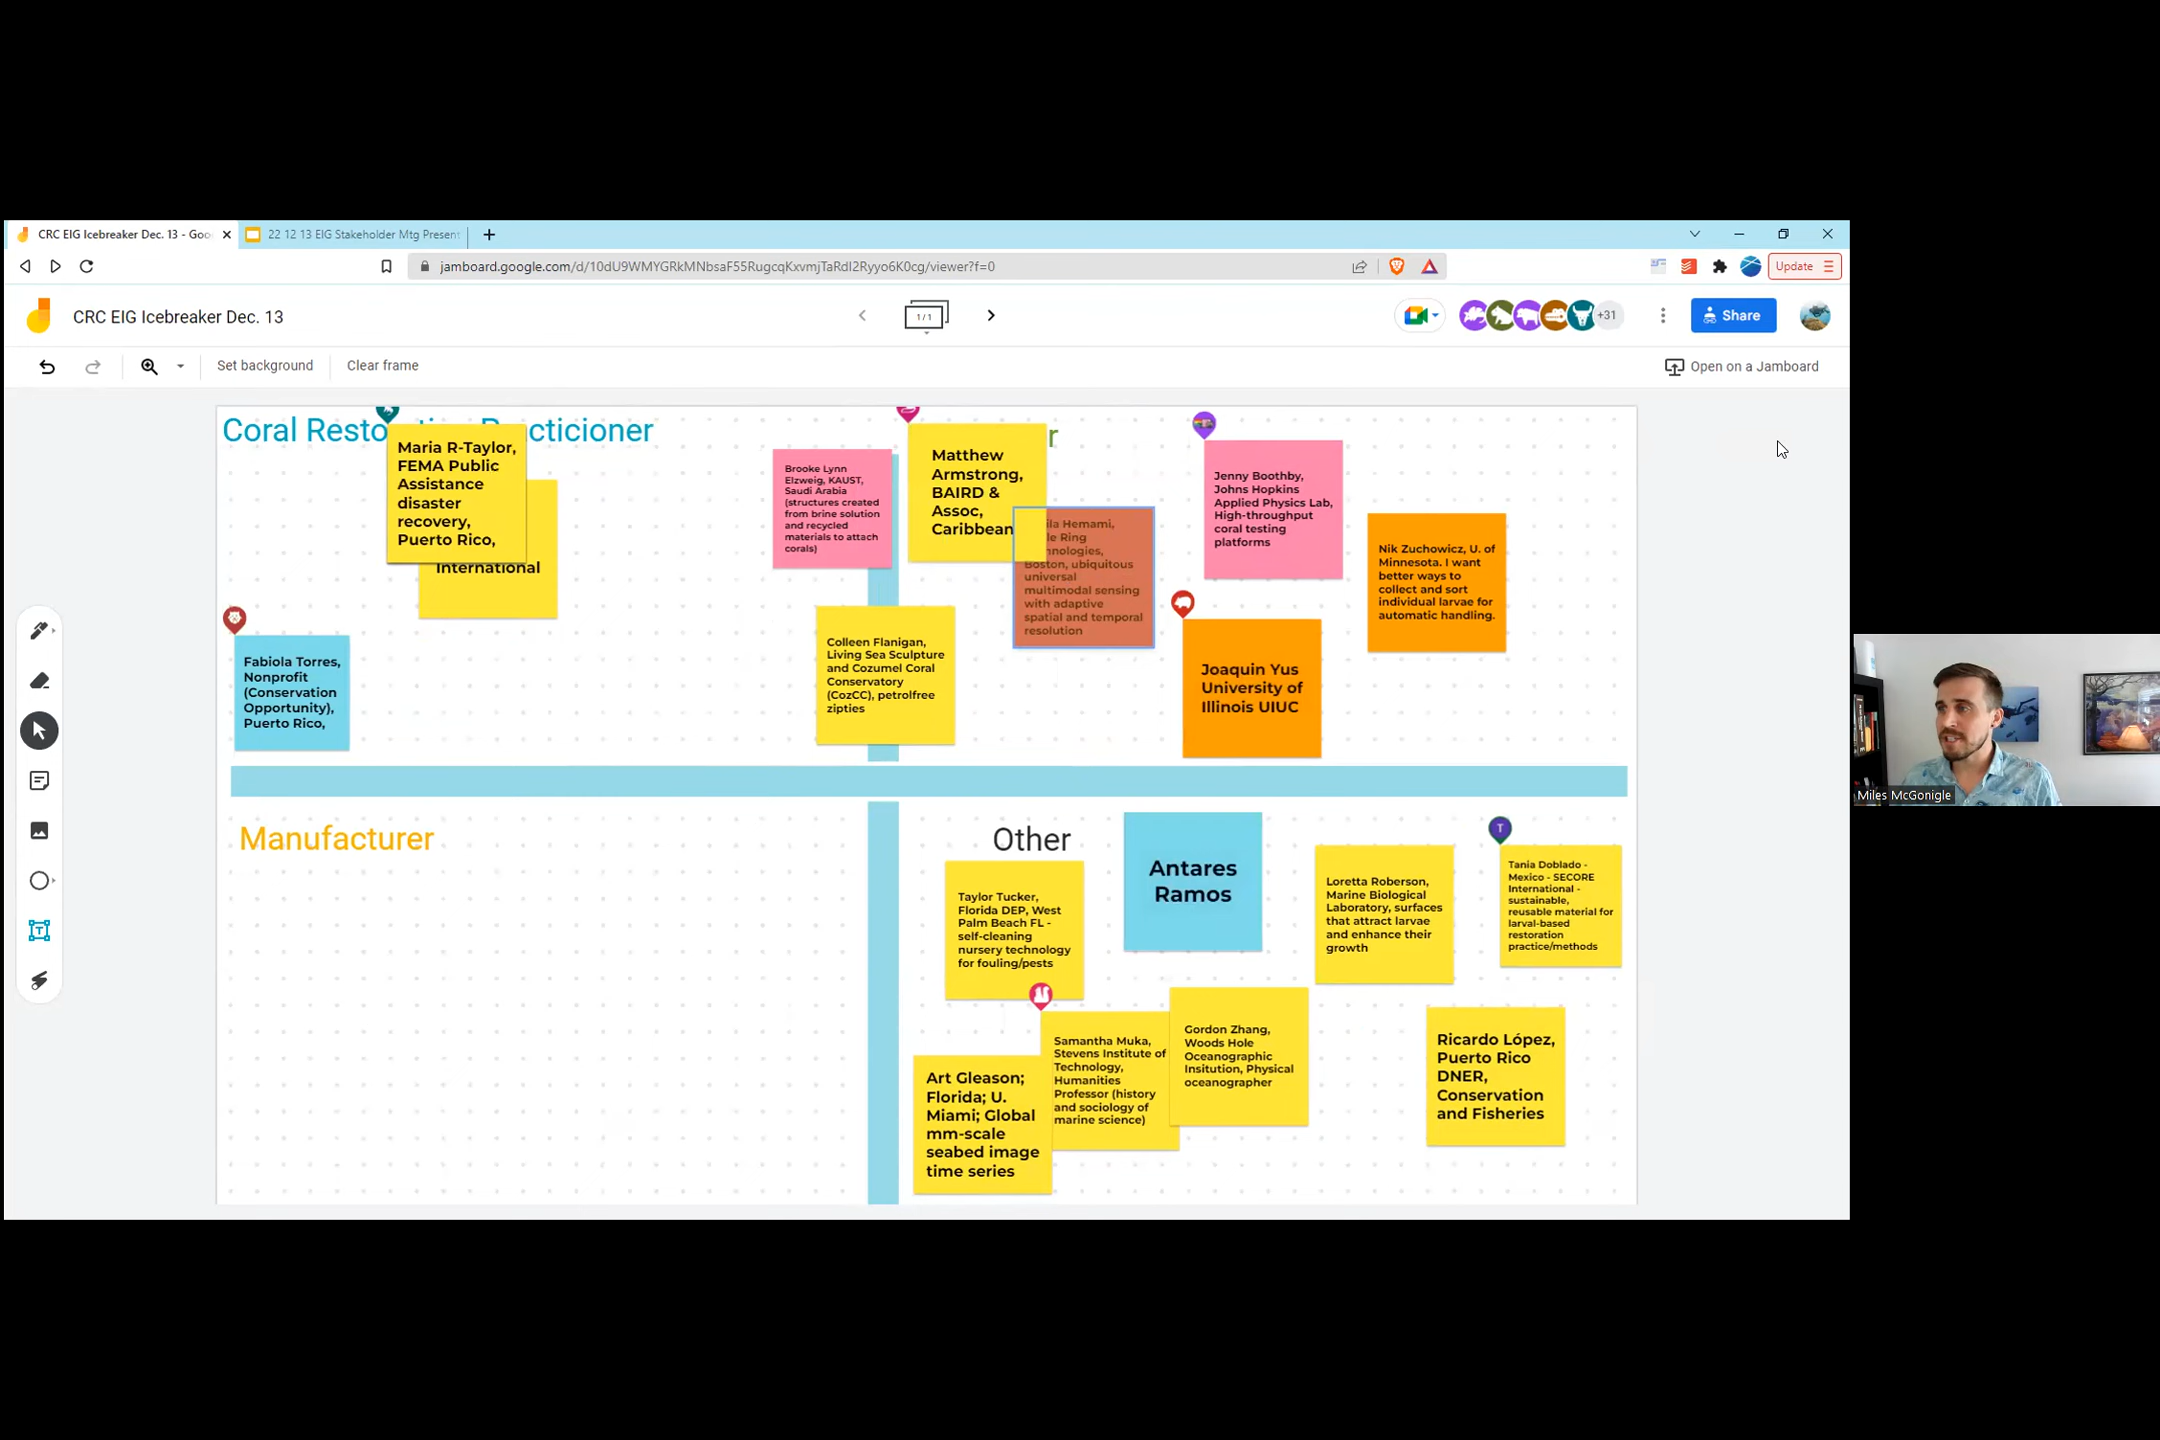 CRC EIG Icebreaker Dec. 13 - Goo
22 12 13 EIG Stakeholder Mtg Present
jamboard.google.com/d/10dU9WMYGRkMNbsaF55RugcqKxvmjTaRdI2Ryyo6K0cg/viewer?f=0
Update
CRC EIG Icebreaker Dec. 13
1/1
+31
Share
Set background
Clear frame
Open on a Jamboard
Coral Resto cticioner
Maria R-Taylor,
FEMA Public
Assistance
disaster
recovery,
Puerto Rico,
International
Fabiola Torres,
Nonprofit
(Conservation
Opportunity),
Puerto Rico,
Brooke Lynn
Elzweig, KAUST,
Saudi Arabia
(structures created
from brine solution
and recycled
materials to attach
corals)
r
Matthew
Armstrong,
BAIRD &
Assoc,
Caribbean
ila Hemami,
le Ring
hnologies,
Boston, ubiquitous
universal
multimodal sensing
with adaptive
spatial and temporal
resolution
Colleen Flanigan,
Living Sea Sculpture
and Cozumel Coral
Conservatory
(CozCC), petrolfree
zipties
Jenny Boothby,
Johns Hopkins
Applied Physics Lab,
High-throughput
coral testing
platforms
Nik Zuchowicz, U. of
Minnesota. I want
better ways to
collect and sort
individual larvae for
automatic handling.
Joaquin Yus
University of
Illinois UIUC
Miles McGonigle
Manufacturer
Other
Antares
Ramos
Taylor Tucker,
Florida DEP, West
Palm Beach FL -
self-cleaning
nursery technology
for fouling/pests
Loretta Roberson,
Marine Biological
Laboratory, surfaces
that attract larvae
and enhance their
growth
T
Tania Doblado -
Mexico - SECORE
International -
sustainable,
reusable material for
larval-based
restoration
practice/methods
Art Gleason;
Florida; U.
Miami; Global
mm-scale
seabed image
time series
Samantha Muka,
Stevens Institute of
Technology,
Humanities
Professor (history
and sociology of
marine science)
Gordon Zhang,
Woods Hole
Oceanographic
Insitution, Physical
oceanographer
Ricardo López,
Puerto Rico
DNER,
Conservation
and Fisheries